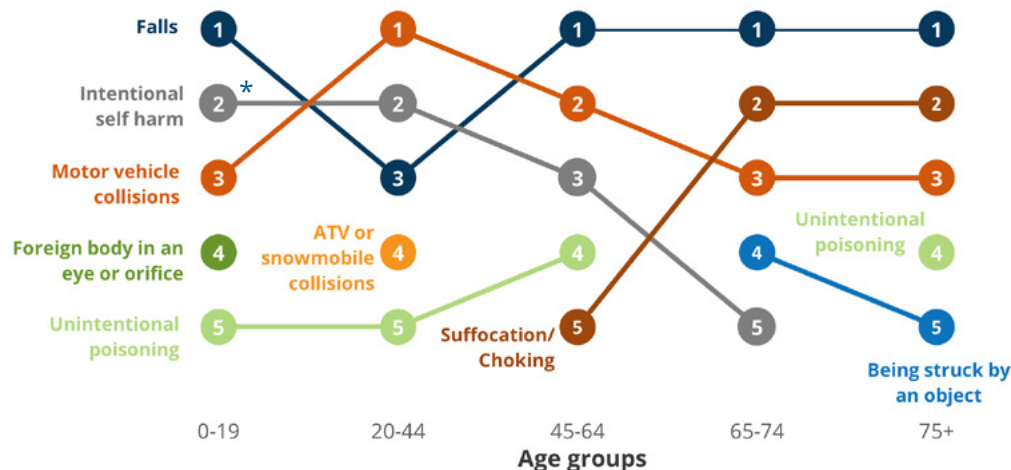 Falls
1
1
1
1
1
Intentional
self harm
2
*
2
2
2
2
Motor vehicle
collisions
3
3
3
3
3
Foreign body in an
eye or orifice
4
ATV or
snowmobile
collisions
4
4
4
Unintentional
poisoning
4
Unintentional
poisoning
5
5
Suffocation/
Choking
5
5
5
Being struck by
an object
0-19
20-44
45-64
65-74
75+
Age groups